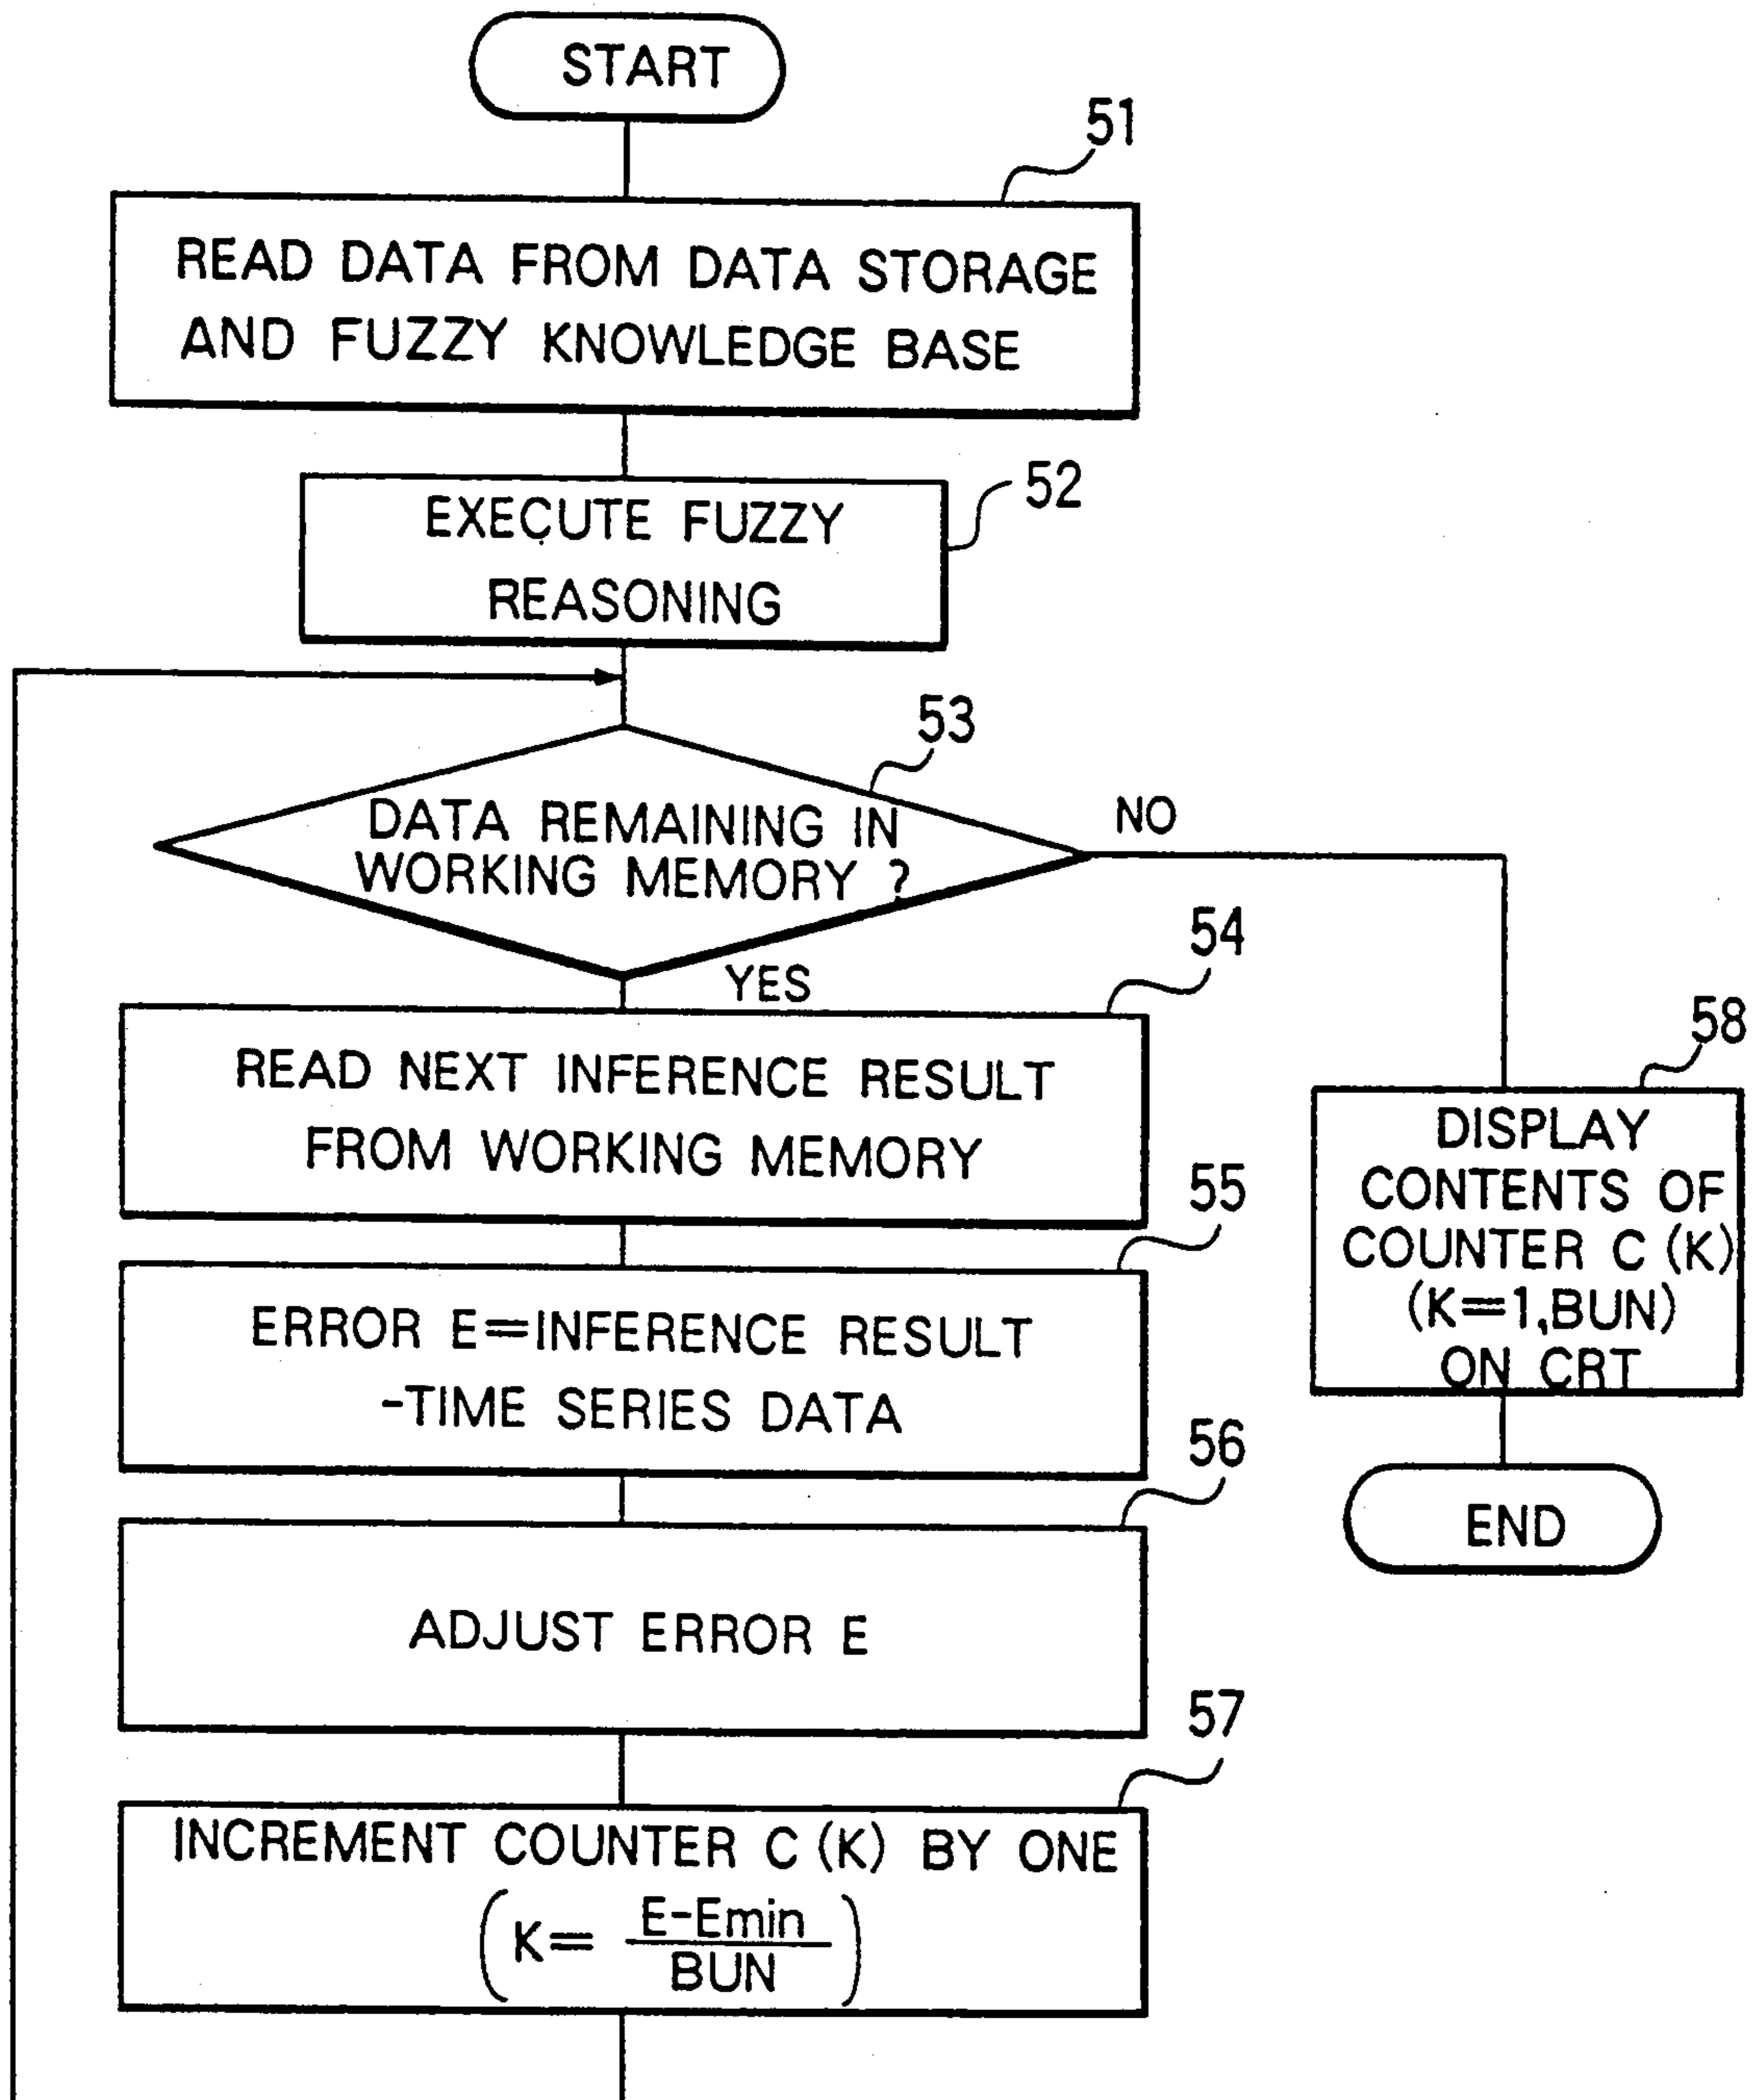 START
51
READ DATA FROM DATA STORAGE
AND FUZZY KNOWLEDGE BASE
52
EXECUTE FUZZY
REASONING
53
DATA REMAINING IN
WORKING MEMORY ?
NO
YES
54
READ NEXT INFERENCE RESULT
FROM WORKING MEMORY
55
ERROR E=INFERENCE RESULT
-TIME SERIES DATA
56
ADJUST ERROR E
57
INCREMENT COUNTER C (K) BY ONE
(K= E-Emin
BUN)
58
DISPLAY
CONTENTS OF
COUNTER C (K)
(K=1,BUN)
ON CRT
END